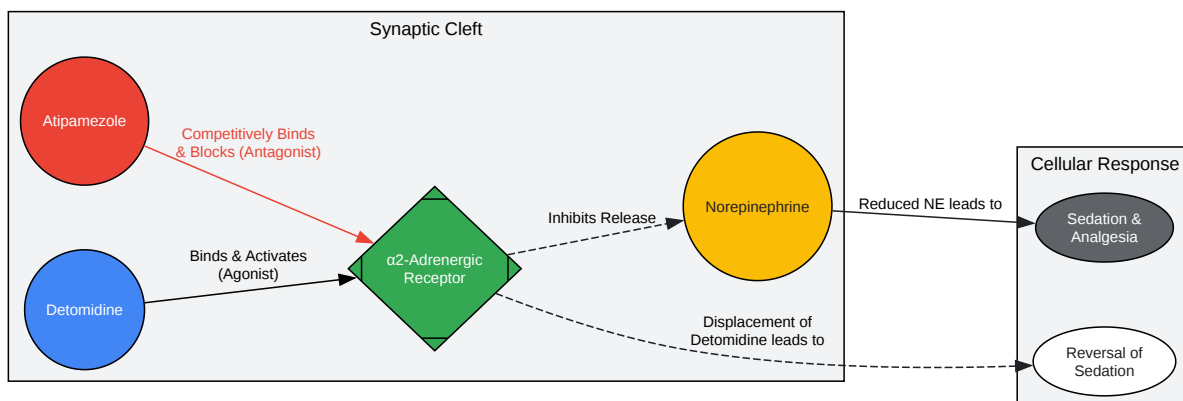 Synaptic Cleft
Atipamezole
Competitively Binds
& Blocks (Antagonist)
Cellular Response
Norepinephrine
Reduced NE leads to
Sedation &
Analgesia
Inhibits Release
Binds & Activates
(Agonist)
α2-Adrenergic
Receptor
Detomidine
Displacement of
Detomidine leads to
Reversal of
Sedation